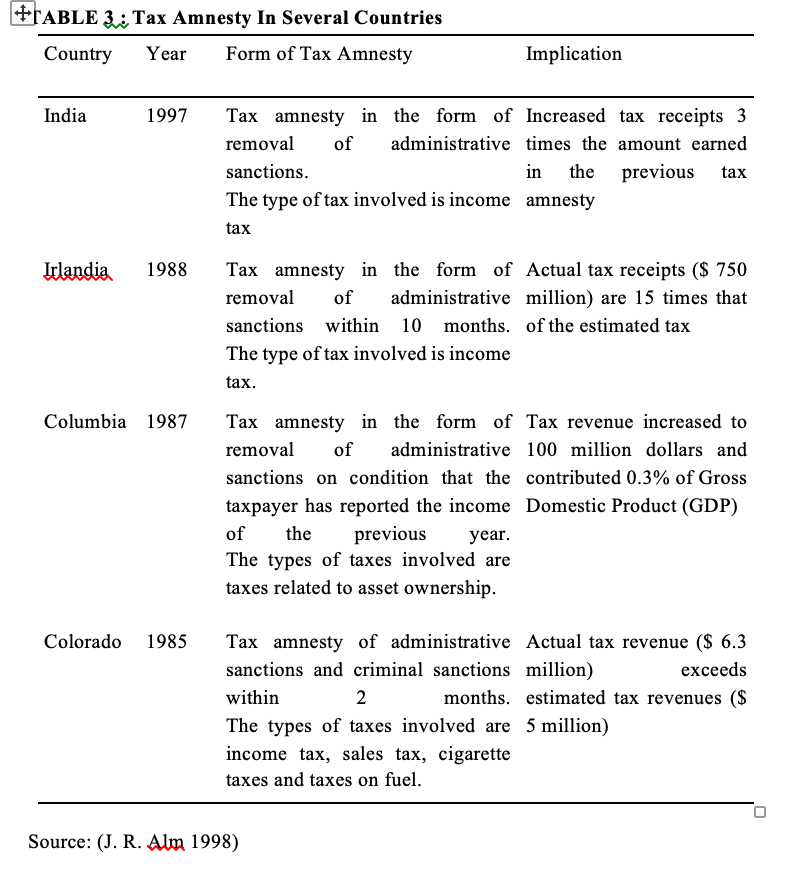 TABLE 3 : Tax Amnesty In Several Countries
Country Year Form of Tax Amnesty Implication
India 1997 Tax amnesty in the form of Increased tax receipts 3
removal of administrative times the amount earned
sanctions. in the previous tax
The type of tax involved is income amnesty
tax
Irlandia 1988 Tax amnesty in the form of Actual tax receipts ($ 750
removal of administrative million) are 15 times that
sanctions within 10 months. of the estimated tax
The type of tax involved is income
tax.
Columbia 1987 Tax amnesty in the form of Tax revenue increased to
removal of administrative 100 million dollars and
sanctions on condition that the contributed 0.3% of Gross
taxpayer has reported the income Domestic Product (GDP)
of the previous year.
The types of taxes involved are
taxes related to asset ownership.
Colorado 1985 Tax amnesty of administrative Actual tax revenue ($ 6.3
sanctions and criminal sanctions million) exceeds
within 2 months. estimated tax revenues ($
The types of taxes involved are 5 million)
income tax, sales tax, cigarette
taxes and taxes on fuel.
Source: (J. R. Alm 1998)